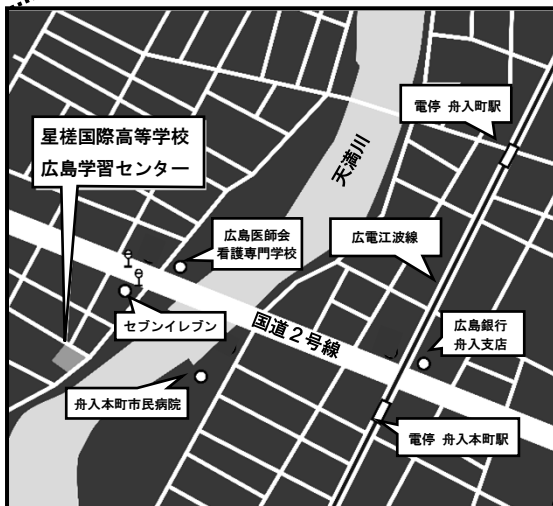 電停 舟入町駅
星槎国際高等学校
広島学習センター
天満川
広島医師会
看護専門学校
広電江波線
セブンイレブン
国道２号線
広島銀行
舟入支店
舟入本町市民病院
電停 舟入本町駅